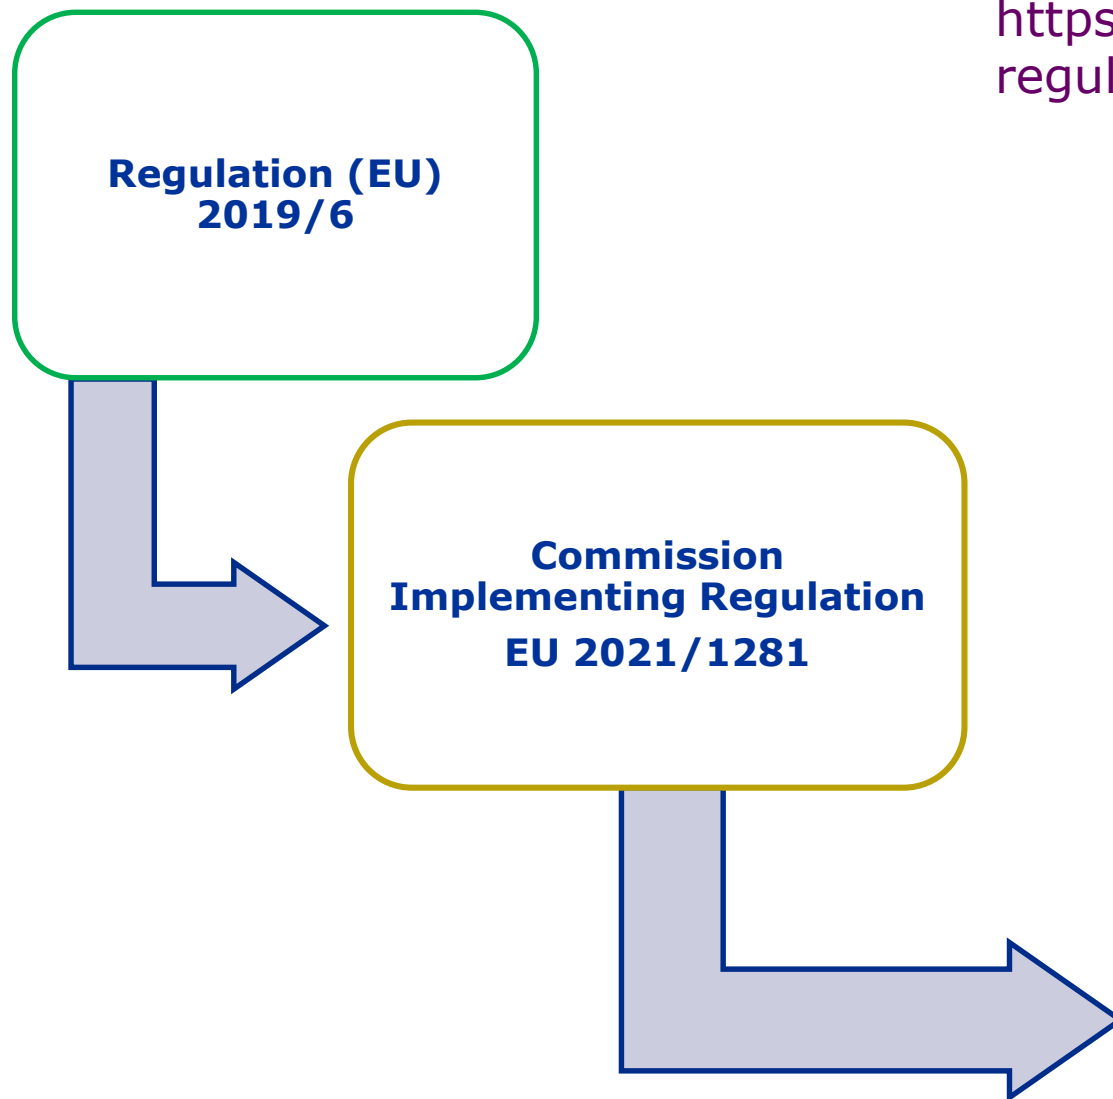 https
regul
Regulation (EU)
2019/6
Commission
Implementing Regulation
EU 2021/1281